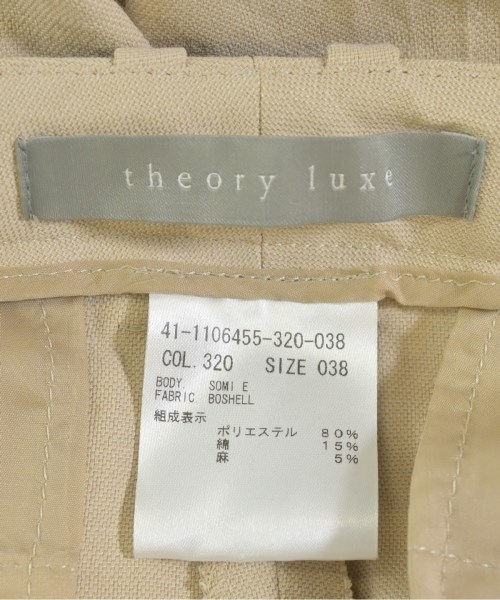 theory luxe
41-1106455-320-038
COL. 320 SIZE 038
BODY. SOMI E
FABRIC BOSHELL
組成表示
ポリエステル 80%
綿 15%
麻 5%